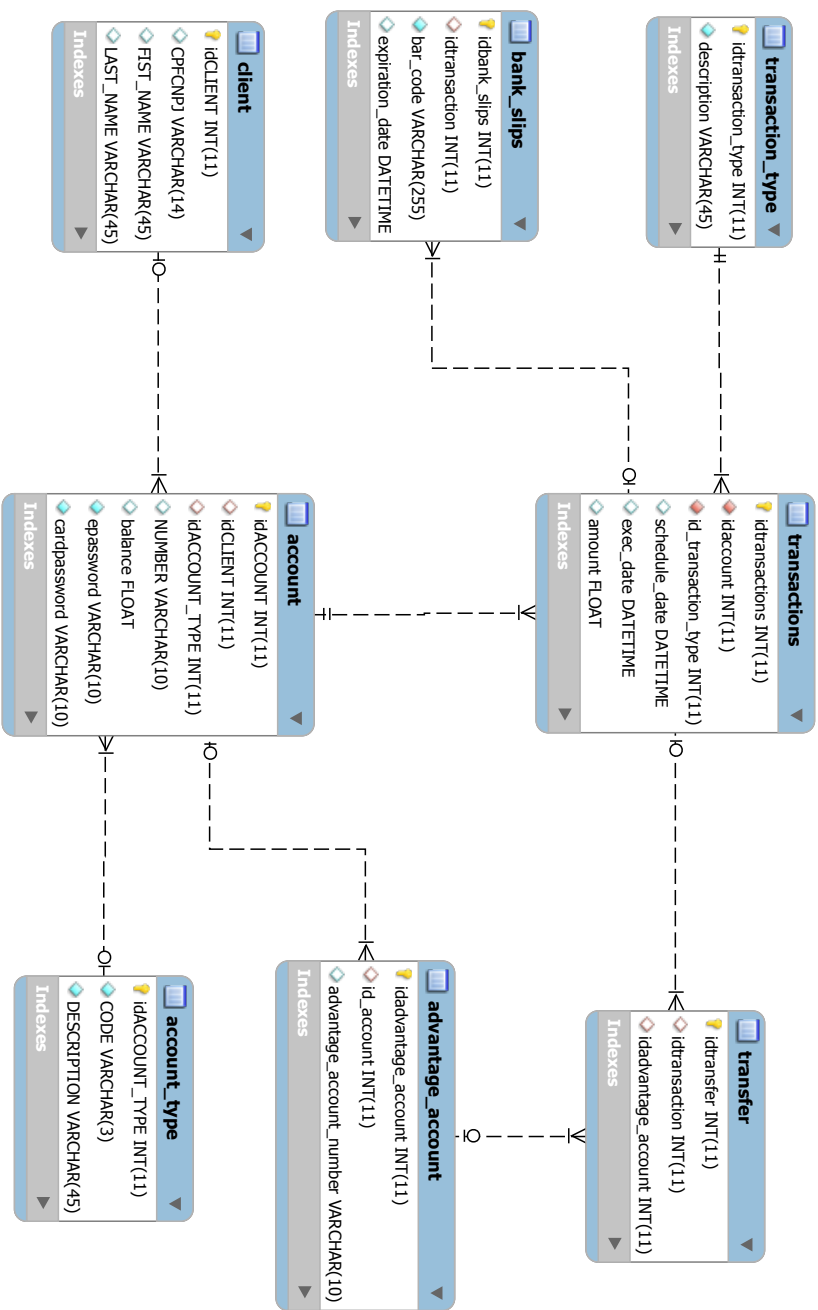 transaction_type
idtransaction_type INT(11)
description VARCHAR(45)
Indexes
transactions
idtransactions INT(11)
idaccount INT(11)
id_transaction_type INT(11)
schedule_date DATETIME
exec_date DATETIME
amount FLOAT
Indexes
transfer
idtransfer INT(11)
idtransaction INT(11)
idadvantage_account INT(11)
Indexes
bank_slips
idbank_slips INT(11)
idtransaction INT(11)
bar_code VARCHAR(255)
expiration_date DATETIME
Indexes
advantage_account
idadvantage_account INT(11)
id_account INT(11)
advantage_account_number VARCHAR(10)
Indexes
client
idCLIENT INT(11)
CPFCNPJ VARCHAR(14)
FIST_NAME VARCHAR(45)
LAST_NAME VARCHAR(45)
Indexes
account
idACCOUNT INT(11)
idCLIENT INT(11)
idACCOUNT_TYPE INT(11)
NUMBER VARCHAR(10)
balance FLOAT
epassword VARCHAR(10)
cardpassword VARCHAR(10)
Indexes
account_type
idACCOUNT_TYPE INT(11)
CODE VARCHAR(3)
DESCRIPTION VARCHAR(45)
Indexes